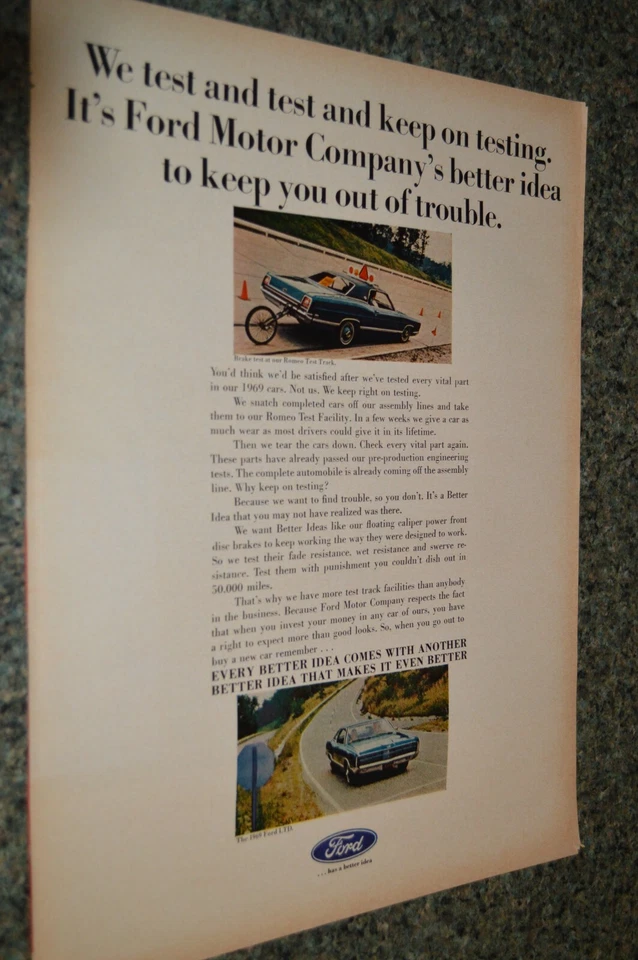 We test and test and keep on testing.
It's Ford Motor Company's better idea
to keep you out of trouble.
Brake test at our Romeo Test Track.
You'd think we'd be satisfied after we've tested every vital part
in our 1969 cars. Not us. We keep right on testing.
We snatch completed cars off our assembly lines and take
them to our Romeo Test Facility. In a few weeks we give a car as
much wear as most drivers could give it in its lifetime.
Then we tear the cars down. Check every vital part again.
These parts have already passed our pre-production engineering
tests. The complete automobile is already coming off the assembly
line. Why keep on testing?
Because we want to find trouble, so you don't. It's a Better
Idea that you may not have realized was there.
We want Better Ideas like our floating caliper power front
disc brakes to keep working the way they were designed to work.
So we test their fade resistance, wet resistance and swerve re-
sistance. Test them with punishment you couldn't dish out in
50,000 miles.
That's why we have more test track facilities than anybody
in the business. Because Ford Motor Company respects the fact
that when you invest your money in any car of ours, you have
a right to expect more than good looks. So, when you go out to
buy a new car remember . . .
EVERY BETTER IDEA COMES WITH ANOTHER
BETTER IDEA THAT MAKES IT EVEN BETTER
The 1969 Ford LTD.
Ford
. . . has a better idea